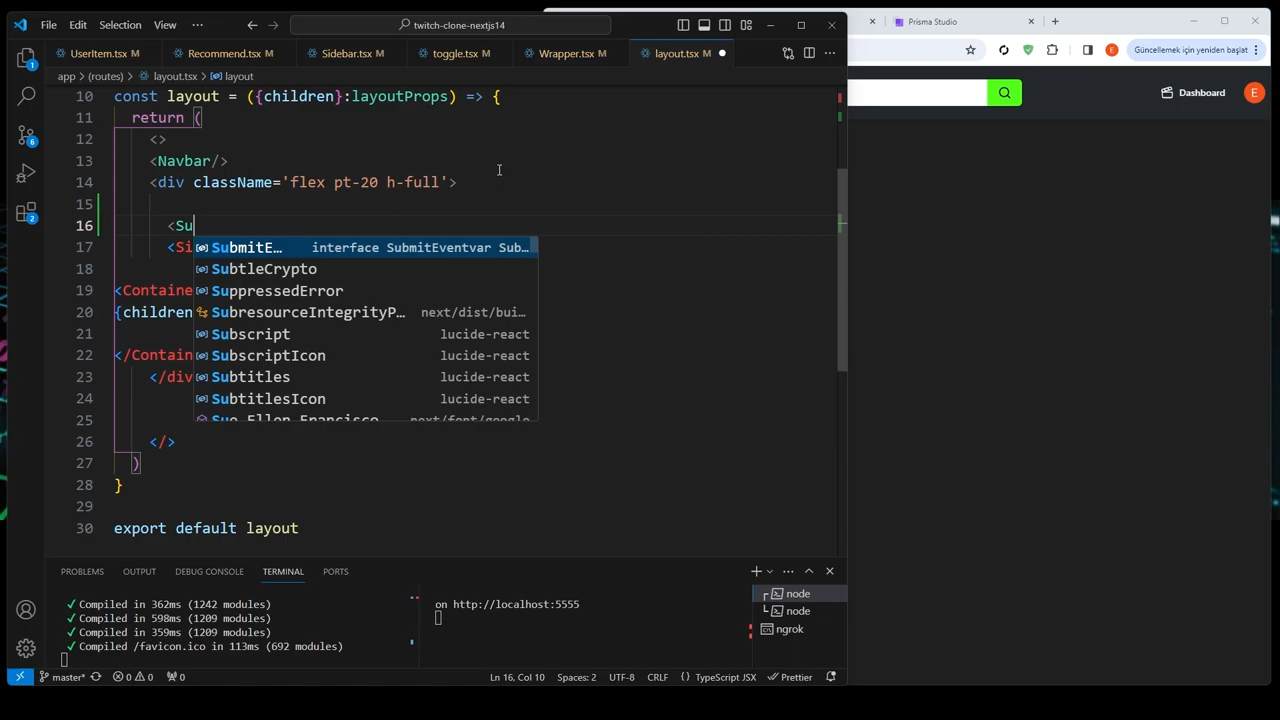 File Edit Selection View ··· twitch-clone-nextjs14
Prisma Studio
UserItem.tsx M Recommend.tsx M Sidebar.tsx M toggle.tsx M Wrapper.tsx M layout.tsx M
Güncellemek için yeniden başlat
app > (routes) > layout.tsx > layout
Dashboard E
10 const layout = ({children}:layoutProps) => {
11 return (
12 <>
13 <Navbar/>
14 <div className='flex pt-20 h-full'>
15
16 <Su
17 <Si
SubmitE… interface SubmitEventvar Sub…
18
SubtleCrypto
19 <Containe
SuppressedError
20 {children
SubresourceIntegrityP… next/dist/bui…
21
Subscript lucide-react
22 </Contain
SubscriptIcon lucide-react
23 </div
Subtitles lucide-react
24
SubtitlesIcon lucide-react
25
Sue_Ellen_Francisco next/font/google
26 </>
27 )
28 }
29
30 export default layout
PROBLEMS OUTPUT DEBUG CONSOLE TERMINAL PORTS
✓ Compiled in 362ms (1242 modules)
✓ Compiled in 598ms (1209 modules)
✓ Compiled in 359ms (1209 modules)
✓ Compiled /favicon.ico in 113ms (692 modules)
on http://localhost:5555
node
node
ngrok
master* 0 0 0 Ln 16, Col 10 Spaces: 2 UTF-8 CRLF {} TypeScript JSX Prettier